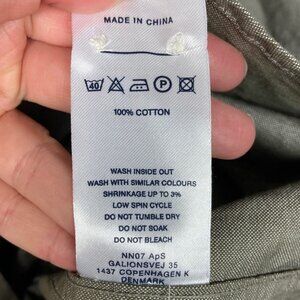 MADE IN CHINA
40 P
100% COTTON
WASH INSIDE OUT
WASH WITH SIMILAR COLOURS
SHRINKAGE UP TO 3%
LOW SPIN CYCLE
DO NOT TUMBLE DRY
DO NOT SOAK
DO NOT BLEACH
NN07 ApS
GALIONSVEJ 35
1437 COPENHAGEN K
DENMARK